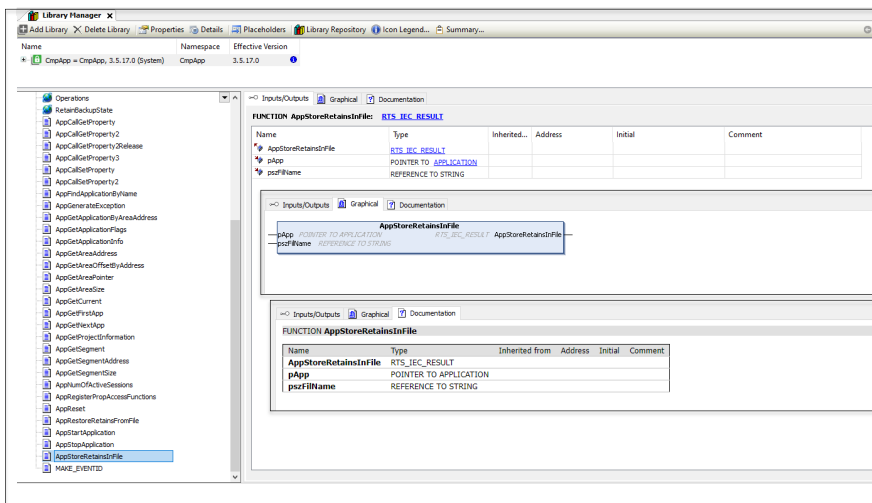 Library Manager
Add Library Delete Library Properties Details Placeholders Library Repository Icon Legend... Summary...
Name Namespace Effective Version
CmpApp = CmpApp, 3.5.17.0 (System) CmpApp 3.5.17.0
Operations
RetainBackupState
AppCallGetProperty
AppCallGetProperty2
AppCallGetProperty2Release
AppCallGetProperty3
AppCallSetProperty
AppCallSetProperty2
AppFindApplicationByName
AppGenerateException
AppGetApplicationByAreaAddress
AppGetApplicationFlags
AppGetApplicationInfo
AppGetAreaAddress
AppGetAreaOffsetByAddress
AppGetAreaPointer
AppGetAreaSize
AppGetCurrent
AppGetFirstApp
AppGetNextApp
AppGetProjectInformation
AppGetSegment
AppGetSegmentAddress
AppGetSegmentSize
AppNumOfActiveSessions
AppRegisterPropAccessFunctions
AppReset
AppRestoreRetainsFromFile
AppStartApplication
AppStopApplication
AppStoreRetainsInFile
MAKE_EVENTID
Inputs/Outputs Graphical Documentation
FUNCTION AppStoreRetainsInFile: RTS_IEC_RESULT
Name Type Inherited... Address Initial Comment
AppStoreRetainsInFile RTS_IEC_RESULT
pApp POINTER TO APPLICATION
pszFilName REFERENCE TO STRING
Inputs/Outputs Graphical Documentation
AppStoreRetainsInFile
pApp POINTER TO APPLICATION RTS_IEC_RESULT AppStoreRetainsInFile
pszFilName REFERENCE TO STRING
Inputs/Outputs Graphical Documentation
FUNCTION AppStoreRetainsInFile
Name Type Inherited from Address Initial Comment
AppStoreRetainsInFile RTS_IEC_RESULT
pApp POINTER TO APPLICATION
pszFilName REFERENCE TO STRING